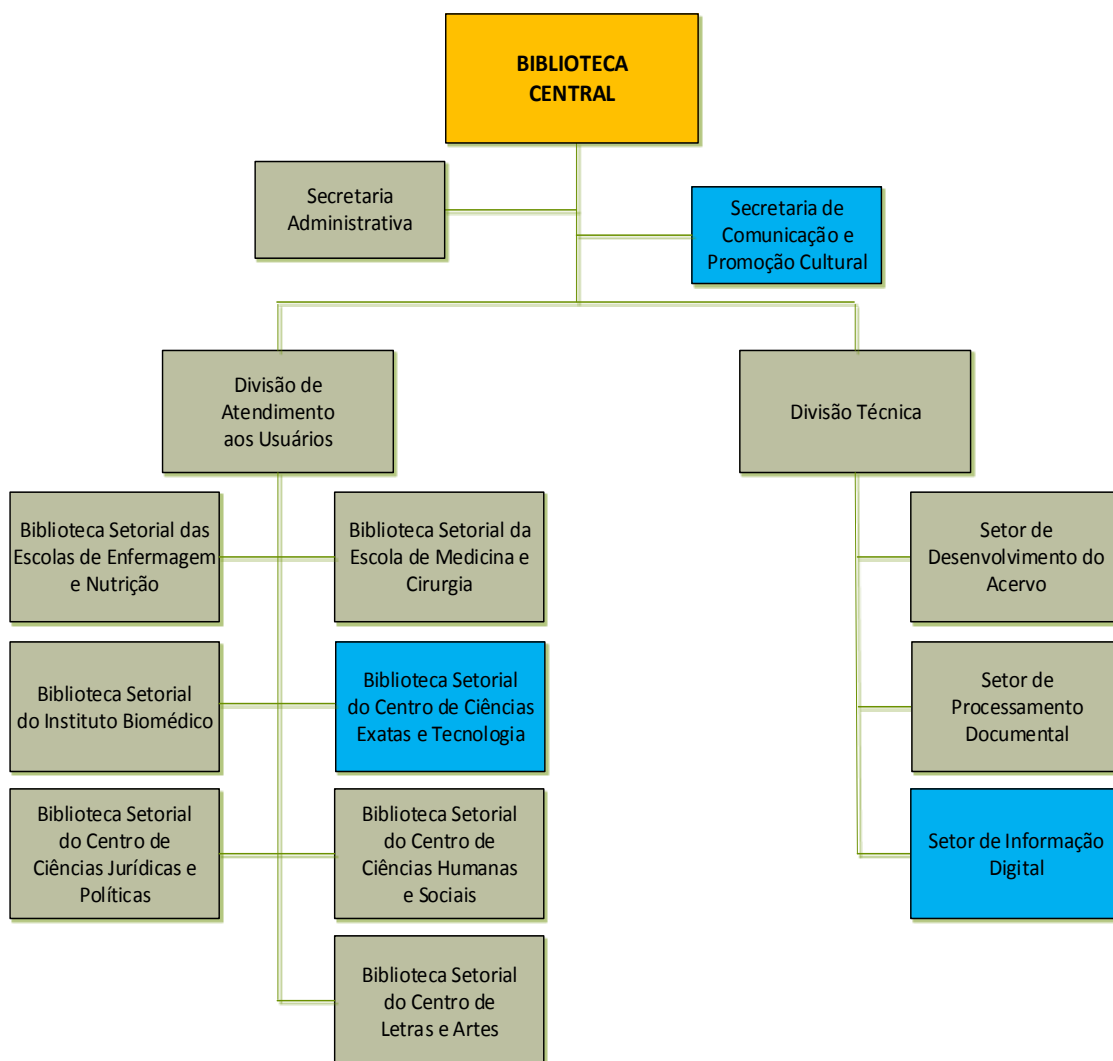 BIBLIOTECA
CENTRAL
Secretaria
Administrativa
Secretaria de
Comunicação e
Promoção Cultural
Divisão de
Atendimento
aos Usuários
Divisão Técnica
Biblioteca Setorial das
Escolas de Enfermagem
e Nutrição
Biblioteca Setorial da
Escola de Medicina e
Cirurgia
Setor de
Desenvolvimento do
Acervo
Biblioteca Setorial
do Instituto Biomédico
Biblioteca Setorial
do Centro de Ciências
Exatas e Tecnologia
Setor de
Processamento
Documental
Biblioteca Setorial
do Centro de
Ciências Jurídicas e
Políticas
Biblioteca Setorial
do Centro de
Ciências Humanas
e Sociais
Setor de Informação
Digital
Biblioteca Setorial
do Centro de
Letras e Artes